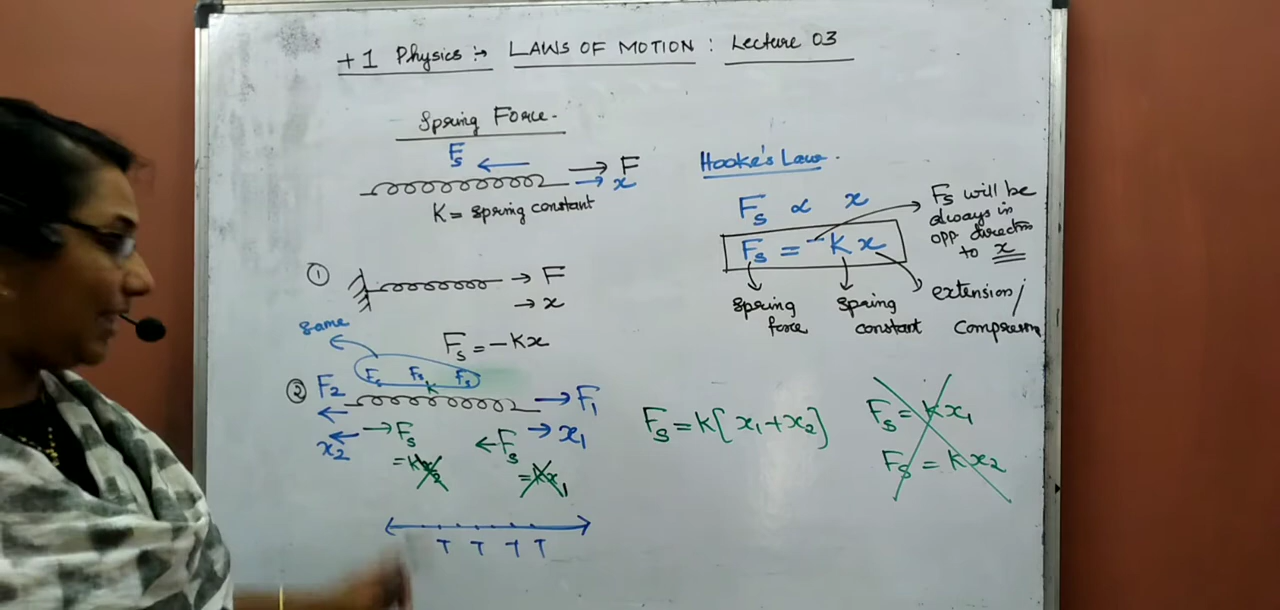 +1 Physics :→ LAWS OF MOTION : Lecture 03
Spring Force -
Fs F
x
K = spring constant
① F
x
Fs = -Kx
same
② F2 Fs Fs Fs F1
K
x2 Fs Fs x1
= Kx2 = Kx1
T T T T
Hooke's Law -
Fs ∝ x
Fs = -Kx
Fs will be
always in
opp direction
to x
spring
force
spring
constant
extension/
compression
Fs = K[x1+x2]
Fs = Kx1
Fs = Kx2